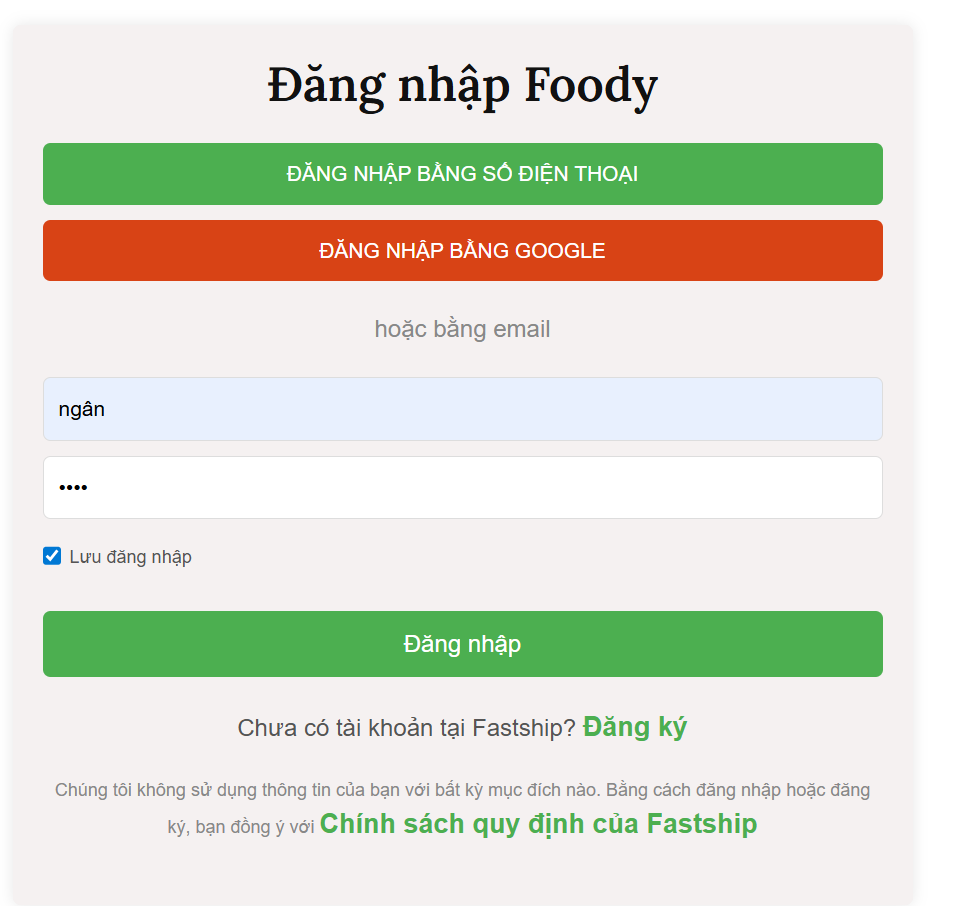 Đăng nhập Foody
ĐĂNG NHẬP BẰNG SỐ ĐIỆN THOẠI
ĐĂNG NHẬP BẰNG GOOGLE
hoặc bằng email
ngân
••••
Lưu đăng nhập
Đăng nhập
Chưa có tài khoản tại Fastship? Đăng ký
Chúng tôi không sử dụng thông tin của bạn với bất kỳ mục đích nào. Bằng cách đăng nhập hoặc đăng
ký, bạn đồng ý với Chính sách quy định của Fastship